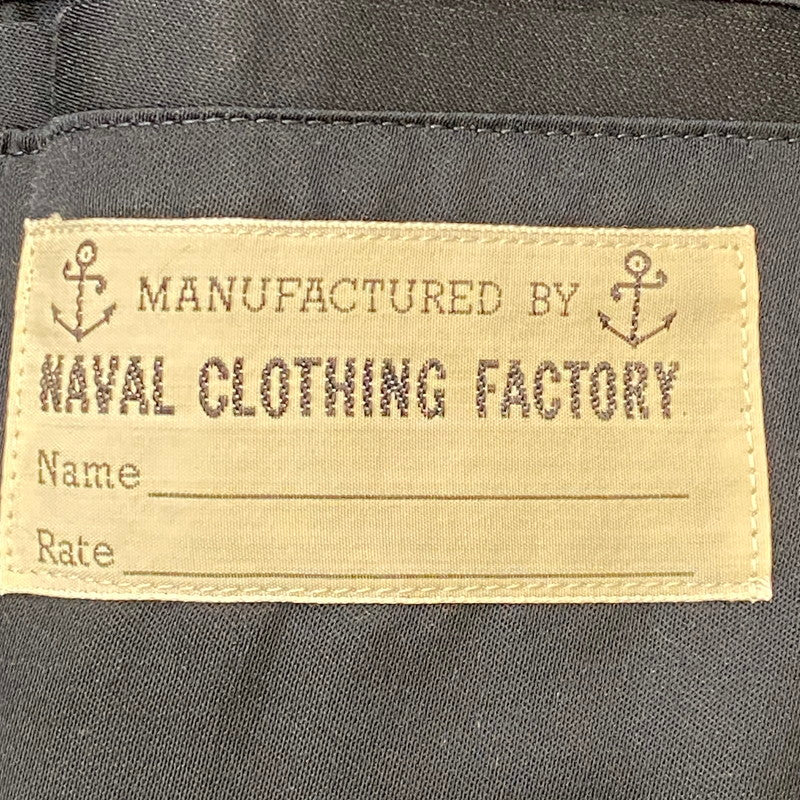 MANUFACTURED BY
NAVAL CLOTHING FACTORY
Name
Rate